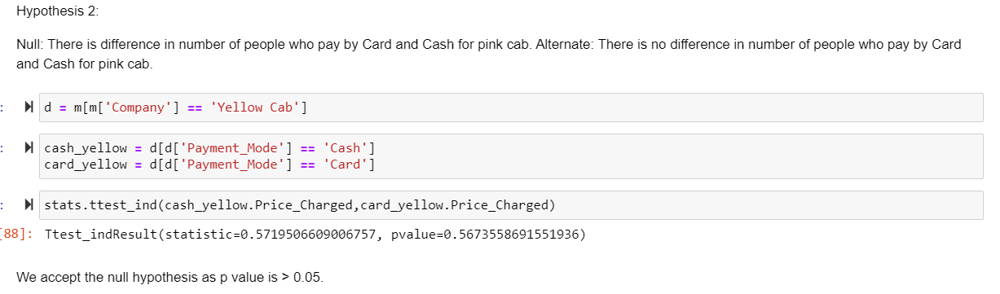 Hypothesis 2:
Null: There is difference in number of people who pay by Card and Cash for pink cab. Alternate: There is no difference in number of people who pay by Card
and Cash for pink cab.
: d = m[m['Company'] == 'Yellow Cab']
: cash_yellow = d[d['Payment_Mode'] == 'Cash']
card_yellow = d[d['Payment_Mode'] == 'Card']
: stats.ttest_ind(cash_yellow.Price_Charged,card_yellow.Price_Charged)
[88]: Ttest_indResult(statistic=0.5719506609006757, pvalue=0.5673558691551936)
We accept the null hypothesis as p value is > 0.05.